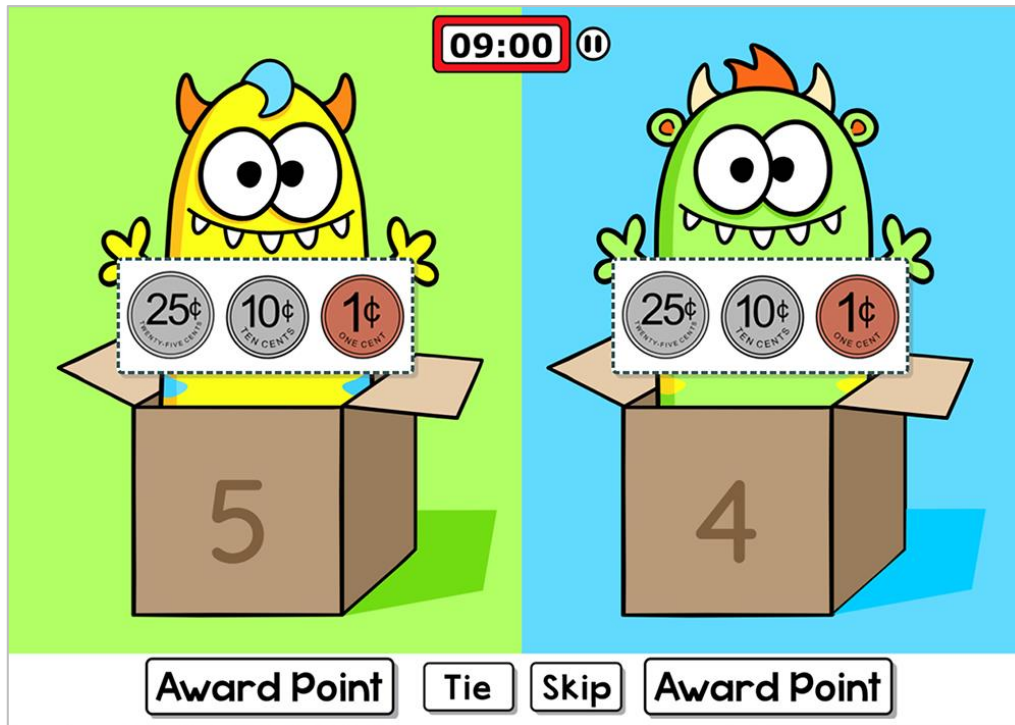 09:00
25¢ 10¢ 1¢
TWENTY-FIVE CENTS TEN CENTS ONE CENT
25¢ 10¢ 1¢
TWENTY-FIVE CENTS TEN CENTS ONE CENT
5
4
Award Point Tie Skip Award Point